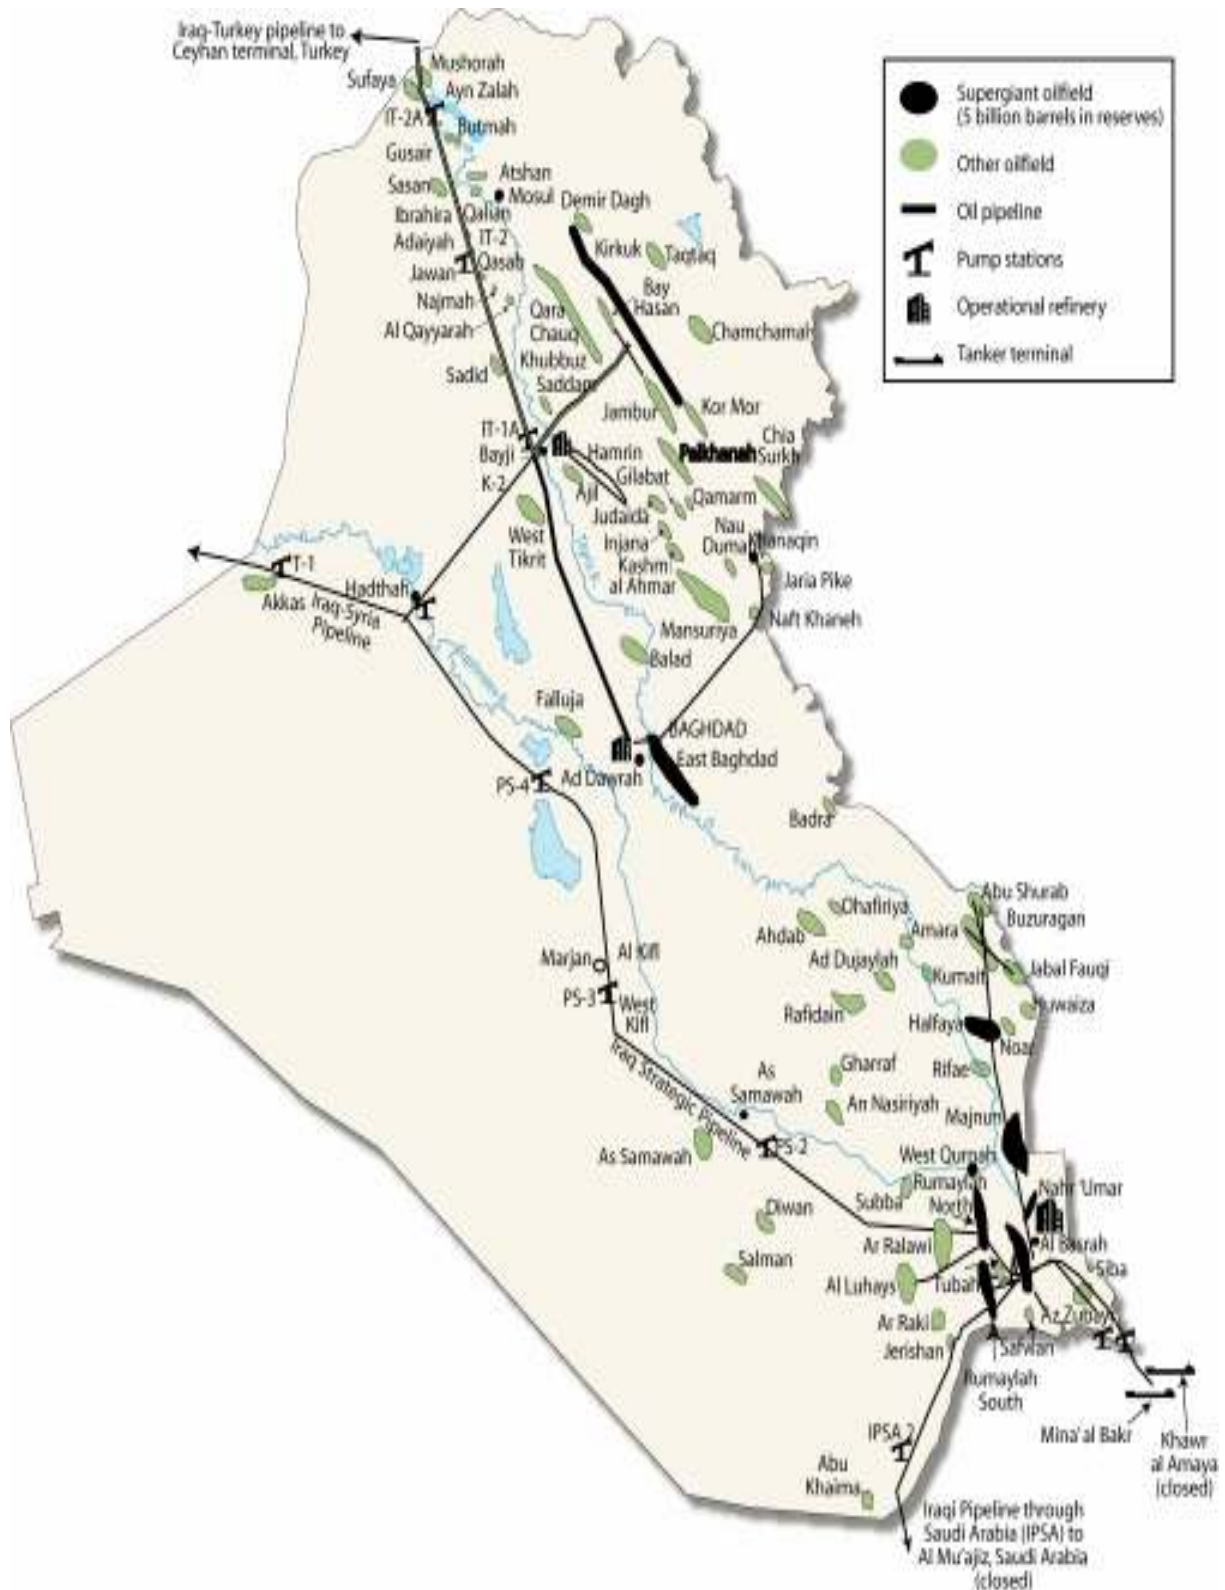 Iraq-Turkey pipeline to
Ceyhan terminal, Turkey
Supergiant oilfield
(5 billion barrels in reserves)
Other oilfield
Oil pipeline
Pump stations
Operational refinery
Tanker terminal
Mushorah
Sufaya
Ayn Zalah
IT-2A
Butmah
Gusair
Atshan
Sasan
Mosul
Demir Dagh
Ibrahira
Qalian
Adaiyah
IT-2
Kirkuk
Taqtaq
Jawan
Qasab
Bay
Hasan
Najmah
Qara
Chauq
Al Qayyarah
Chamchamah
Khubbuz
Sadid
Saddam
Jambur
Kor Mor
IT-1A
Bayji
Hamrin
Palkhanah
Chia
Surkh
K-2
Gilabat
Ajil
Qamarm
Judaida
West
Tikrit
Injana
Nau
Duman
Khanaqin
Kashm
al Ahmar
Jaria Pike
T-1
Hadthah
Akkas
Iraq-Syria
Pipeline
Mansuriya
Naft Khaneh
Balad
Falluja
BAGHDAD
East Baghdad
PS-4
Ad Dawrah
Badra
Abu Shurab
Dhafiriya
Buzuragan
Ahdab
Amara
Marjan
Al Kifl
Ad Dujaylah
Kumait
Jabal Fauqi
PS-3
West
Kifl
Rafidain
Huwaiza
Halfaya
Noar
Iraq Strategic Pipeline
Gharraf
Rifae
As
Samawah
An Nasiriyah
Majnun
As Samawah
PS-2
West Qurnah
Subba
Rumaylah
North
Nahr 'Umar
Diwan
Ar Ralawi
Al Basrah
Salman
Al Luhays
Tubah
Siba
Ar Raki
Az Zubayr
Jerishan
Safwan
Rumaylah
South
IPSA 2
Mina'al Bakr
Khawr
al Amaya
(closed)
Abu
Khaima
Iraqi Pipeline through
Saudi Arabia (IPSA) to
Al Mu'ajiz, Saudi Arabia
(closed)